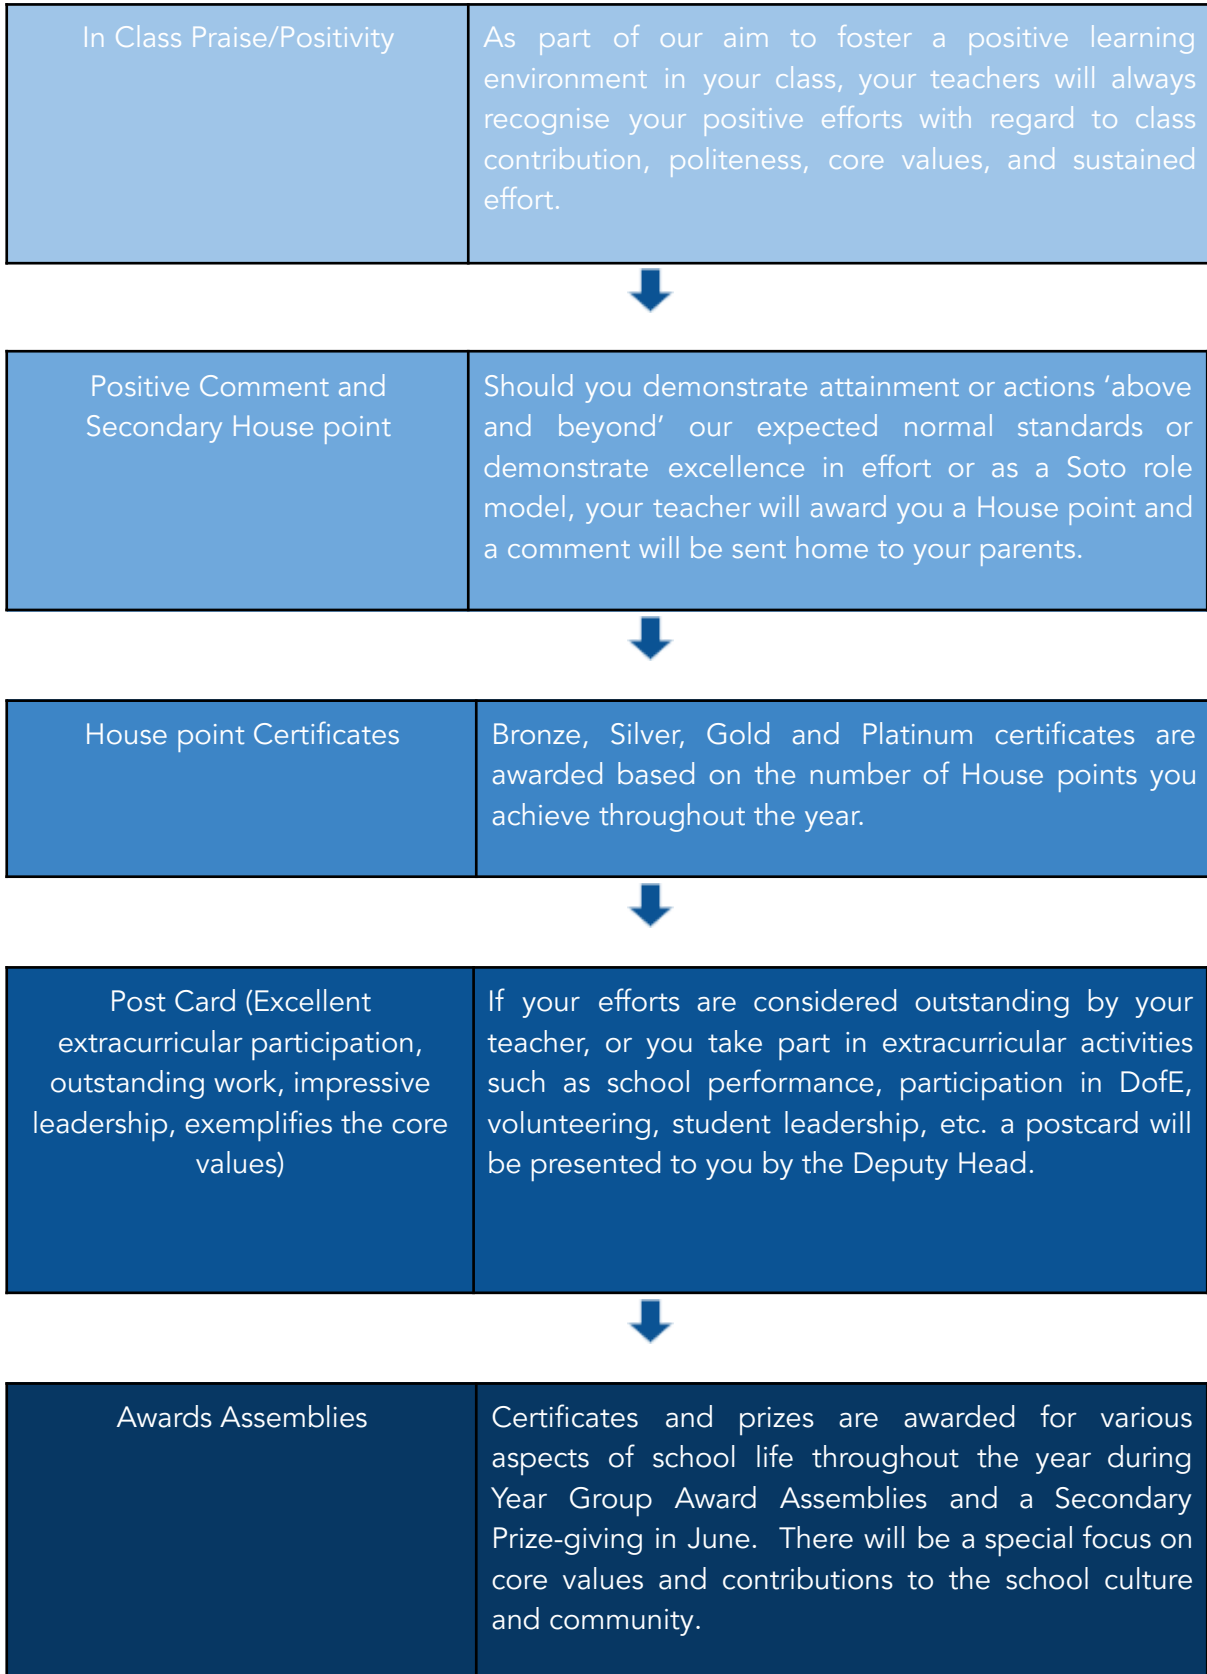 In Class Praise/Positivity
As part of our aim to foster a positive learning
environment in your class, your teachers will always
recognise your positive efforts with regard to class
contribution, politeness, core values, and sustained
effort.
Positive Comment and
Secondary House point
Should you demonstrate attainment or actions ‘above
and beyond’ our expected normal standards or
demonstrate excellence in effort or as a Soto role
model, your teacher will award you a House point and
a comment will be sent home to your parents.
House point Certificates
Bronze, Silver, Gold and Platinum certificates are
awarded based on the number of House points you
achieve throughout the year.
Post Card (Excellent
extracurricular participation,
outstanding work, impressive
leadership, exemplifies the core
values)
If your efforts are considered outstanding by your
teacher, or you take part in extracurricular activities
such as school performance, participation in DofE,
volunteering, student leadership, etc. a postcard will
be presented to you by the Deputy Head.
Awards Assemblies
Certificates and prizes are awarded for various
aspects of school life throughout the year during
Year Group Award Assemblies and a Secondary
Prize-giving in June. There will be a special focus on
core values and contributions to the school culture
and community.